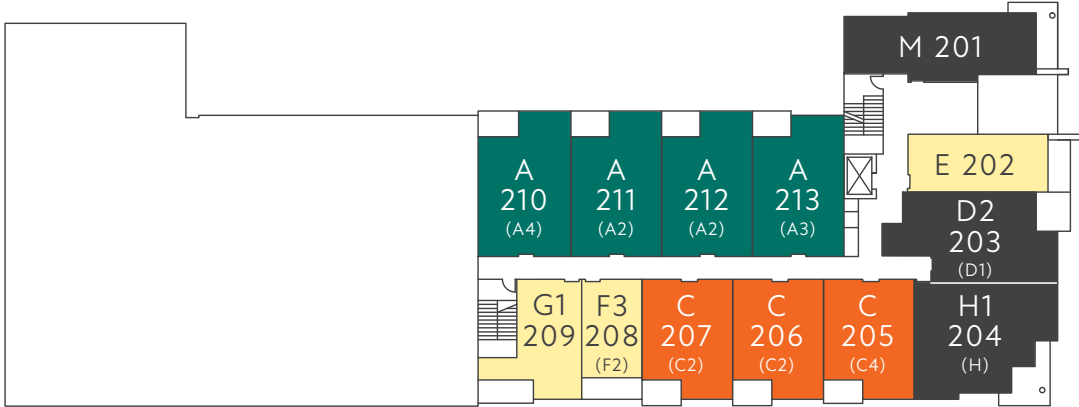 M 201
E 202
D2
203
(D1)
A
210
(A4)
A
211
(A2)
A
212
(A2)
A
213
(A3)
G1
209
F3
208
(F2)
C
207
(C2)
C
206
(C2)
C
205
(C4)
H1
204
(H)